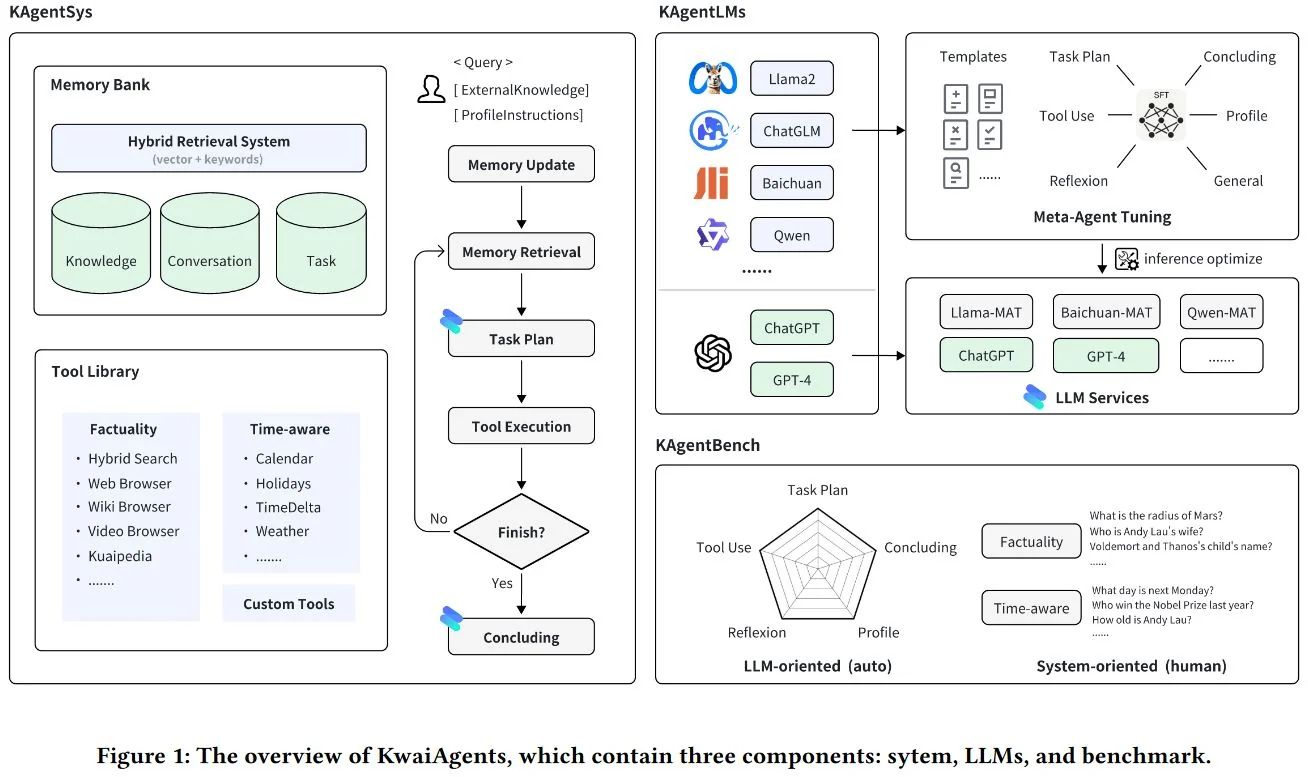 KAgentSys
Memory Bank
Hybrid Retrieval System
(vector + keywords)
Knowledge
Conversation
Task
Tool Library
Factuality
• Hybrid Search
• Web Browser
• Wiki Browser
• Video Browser
• Kuaipedia
• .......
Time-aware
• Calendar
• Holidays
• TimeDelta
• Weather
• .......
Custom Tools
< Query >
[ ExternalKnowledge]
[ ProfileInstructions]
Memory Update
Memory Retrieval
Task Plan
Tool Execution
Finish?
No
Yes
Concluding
KAgentLMs
Llama2
ChatGLM
Baichuan
Qwen
......
ChatGPT
GPT-4
Templates
......
Task Plan
Tool Use
Reflexion
SFT
Concluding
Profile
General
Meta-Agent Tuning
inference optimize
Llama-MAT
Baichuan-MAT
Qwen-MAT
ChatGPT
GPT-4
.......
LLM Services
KAgentBench
Task Plan
Tool Use
Concluding
Reflexion
Profile
LLM-oriented (auto)
Factuality
What is the radius of Mars?
Who is Andy Lau's wife?
Voldemort and Thanos's child's name?
......
Time-aware
What day is next Monday?
Who win the Nobel Prize last year?
How old is Andy Lau?
......
System-oriented (human)
Figure 1: The overview of KwaiAgents, which contain three components: sytem, LLMs, and benchmark.